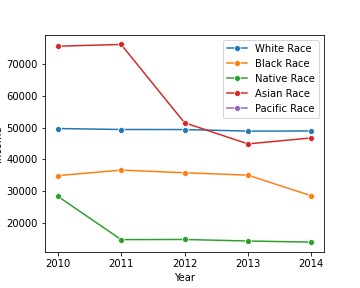 White Race
Black Race
Native Race
Asian Race
Pacific Race
70000
60000
50000
40000
30000
20000
2010 2011 2012 2013 2014
Year